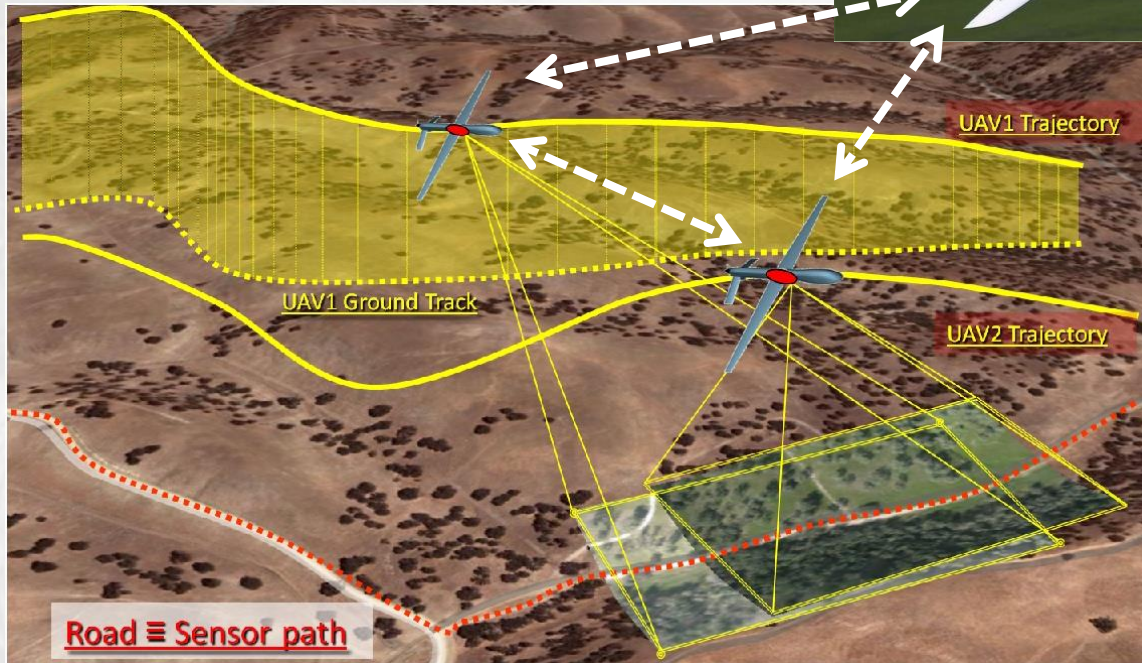 UAV1 Trajectory
UAV1 Ground Track
UAV2 Trajectory
Road ≡ Sensor path